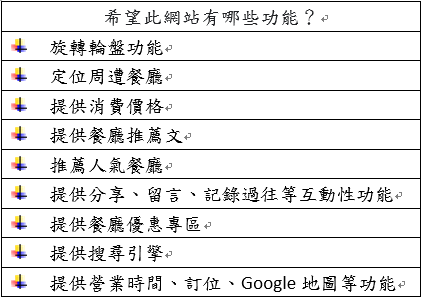 希望此網站有哪些功能？
旋轉輪盤功能
定位周遭餐廳
提供消費價格
提供餐廳推薦文
推薦人氣餐廳
提供分享、留言、記錄過往等互動性功能
提供餐廳優惠專區
提供搜尋引擎
提供營業時間、訂位、Google 地圖等功能